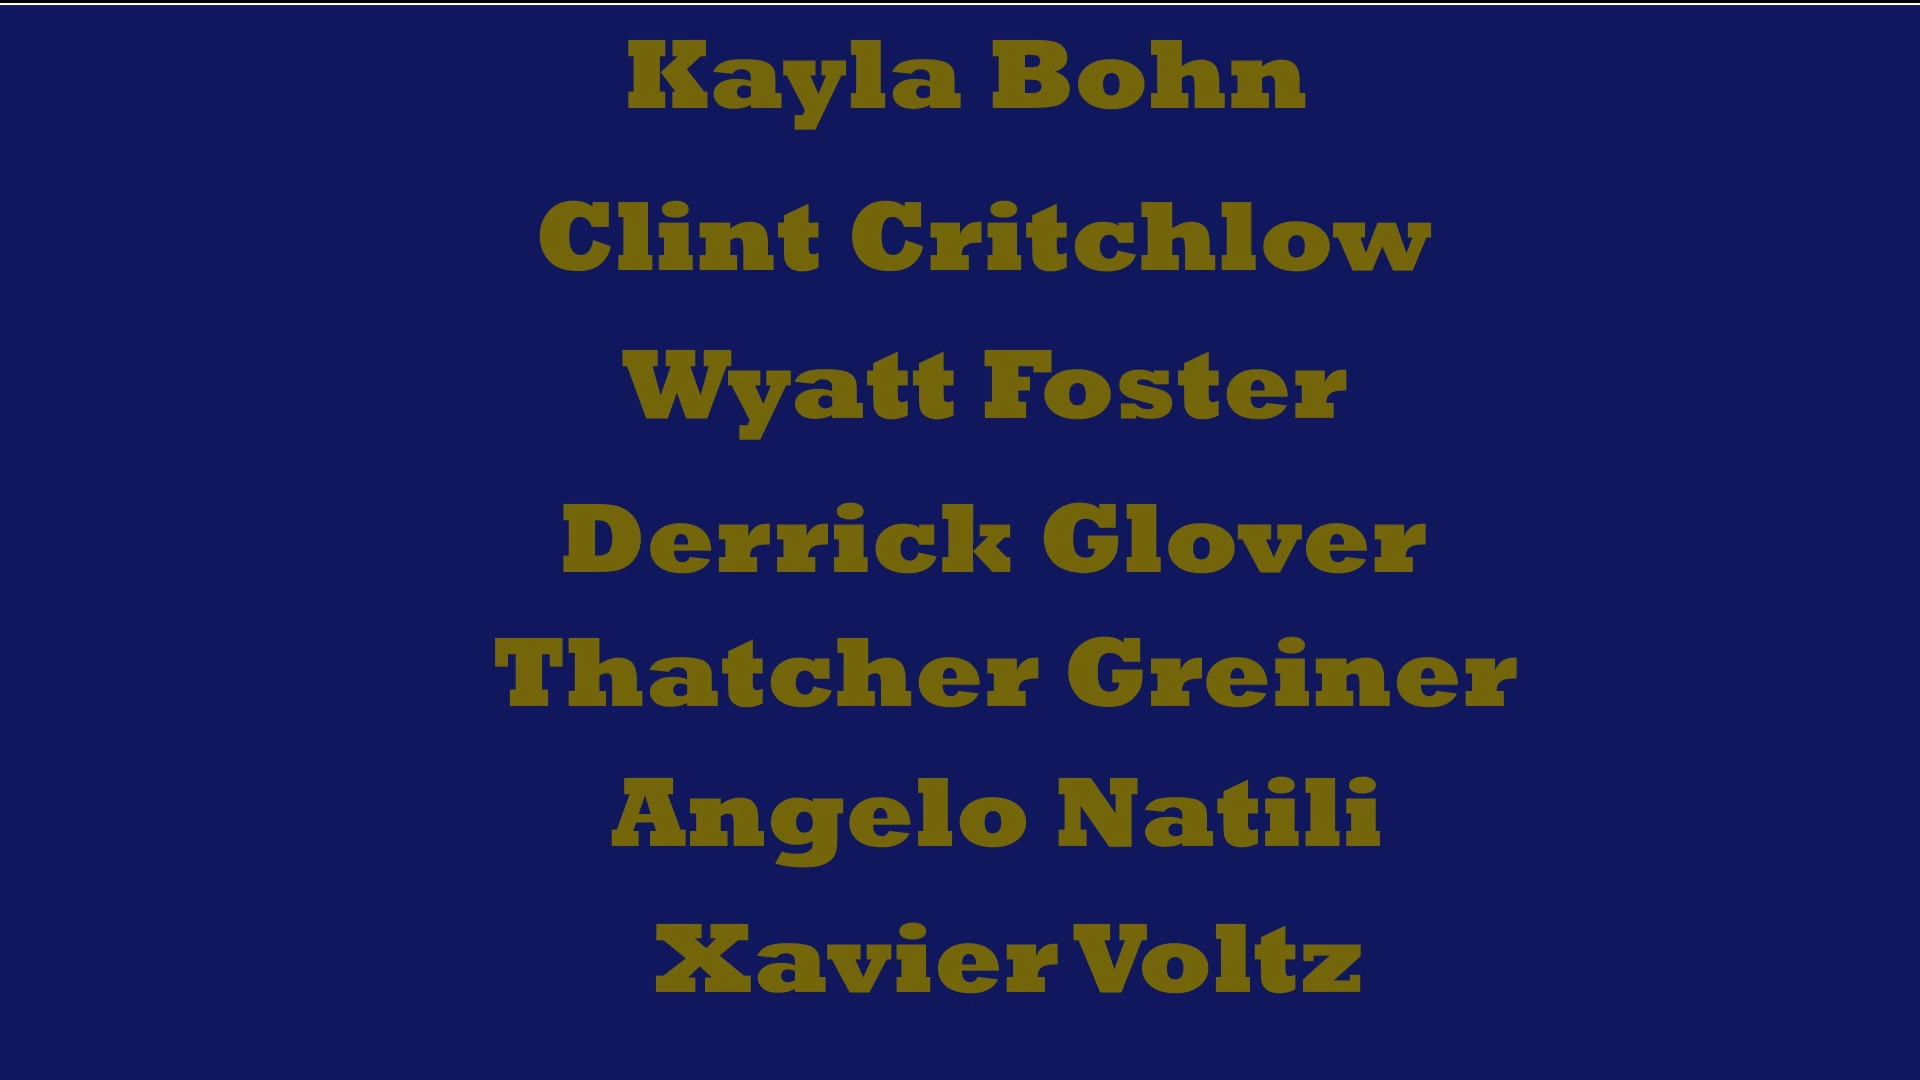 Kayla Bohn
Clint Critchlow
Wyatt Foster
Derrick Glover
Thatcher Greiner
Angelo Natili
Xavier Voltz